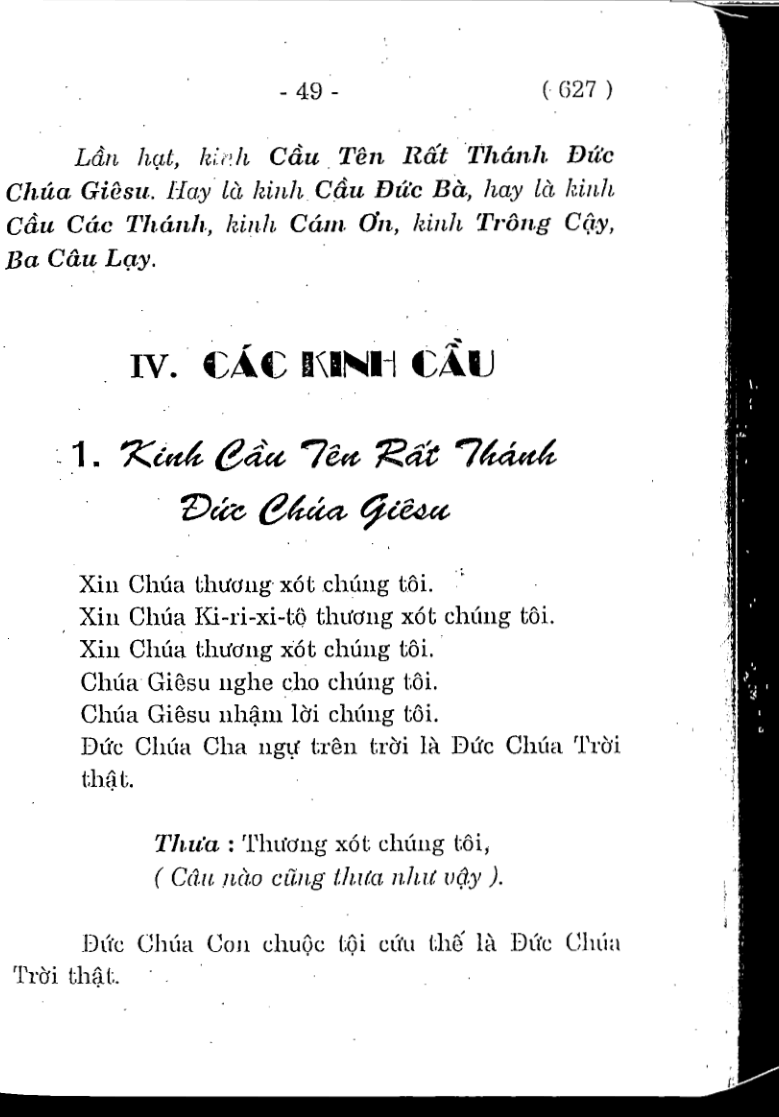 - 49 - ( 627 )
Lần hạt, kinh Cầu Tên Rất Thánh Đức
Chúa Giêsu. Hay là kinh Cầu Đức Bà, hay là kinh
Cầu Các Thánh, kinh Cám Ơn, kinh Trông Cậy,
Ba Câu Lạy.
IV. CÁC KINH CẦU
1. Kinh Cầu Tên Rất Thánh
Đức Chúa Giêsu
Xin Chúa thương xót chúng tôi.
Xin Chúa Ki-ri-xi-tô thương xót chúng tôi.
Xin Chúa thương xót chúng tôi.
Chúa Giêsu nghe cho chúng tôi.
Chúa Giêsu nhậm lời chúng tôi.
Đức Chúa Cha ngự trên trời là Đức Chúa Trời
thật.
Thưa : Thương xót chúng tôi,
( Câu nào cũng thưa như vậy ).
Đức Chúa Con chuộc tội cứu thế là Đức Chúa
Trời thật.